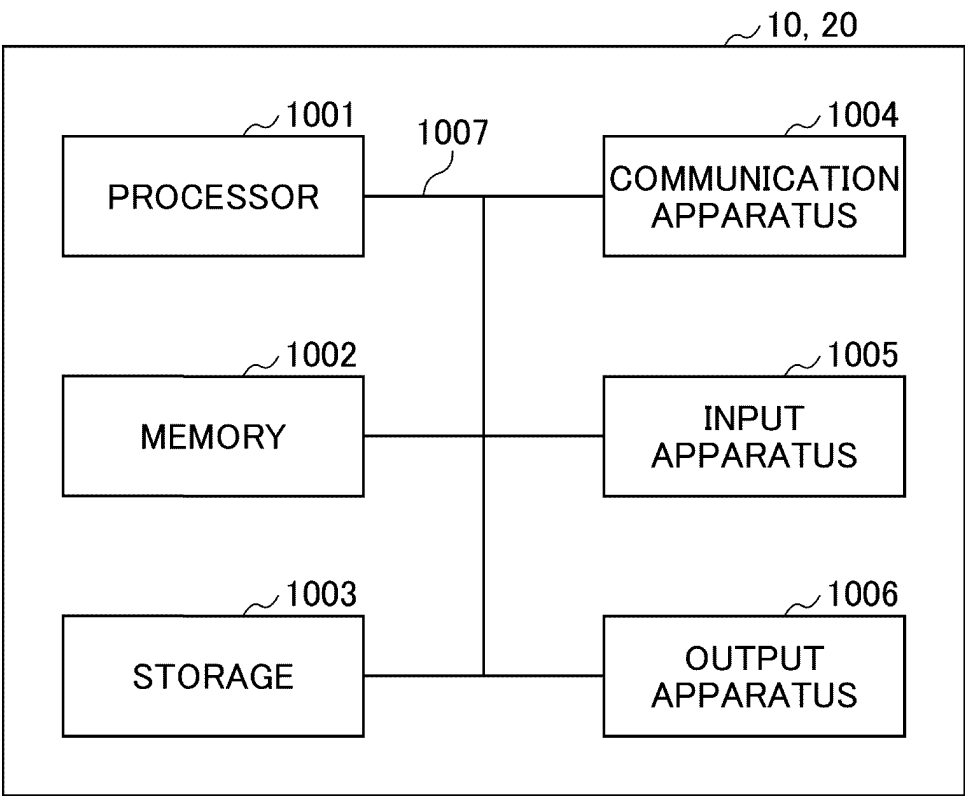 10, 20
1001
PROCESSOR
1007
1004
COMMUNICATION
APPARATUS
1002
MEMORY
1005
INPUT
APPARATUS
1003
STORAGE
1006
OUTPUT
APPARATUS